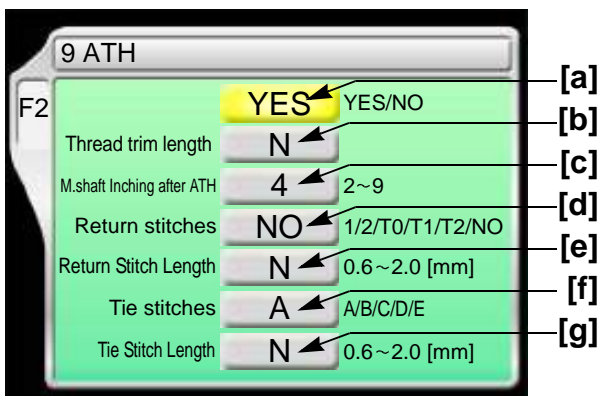 9 ATH
F2
YES YES/NO [a]
Thread trim length N [b]
M.shaft Inching after ATH 4 2~9 [c]
Return stitches NO 1/2/T0/T1/T2/NO [d]
Return Stitch Length N 0.6~2.0 [mm] [e]
Tie stitches A A/B/C/D/E [f]
Tie Stitch Length N 0.6~2.0 [mm] [g]